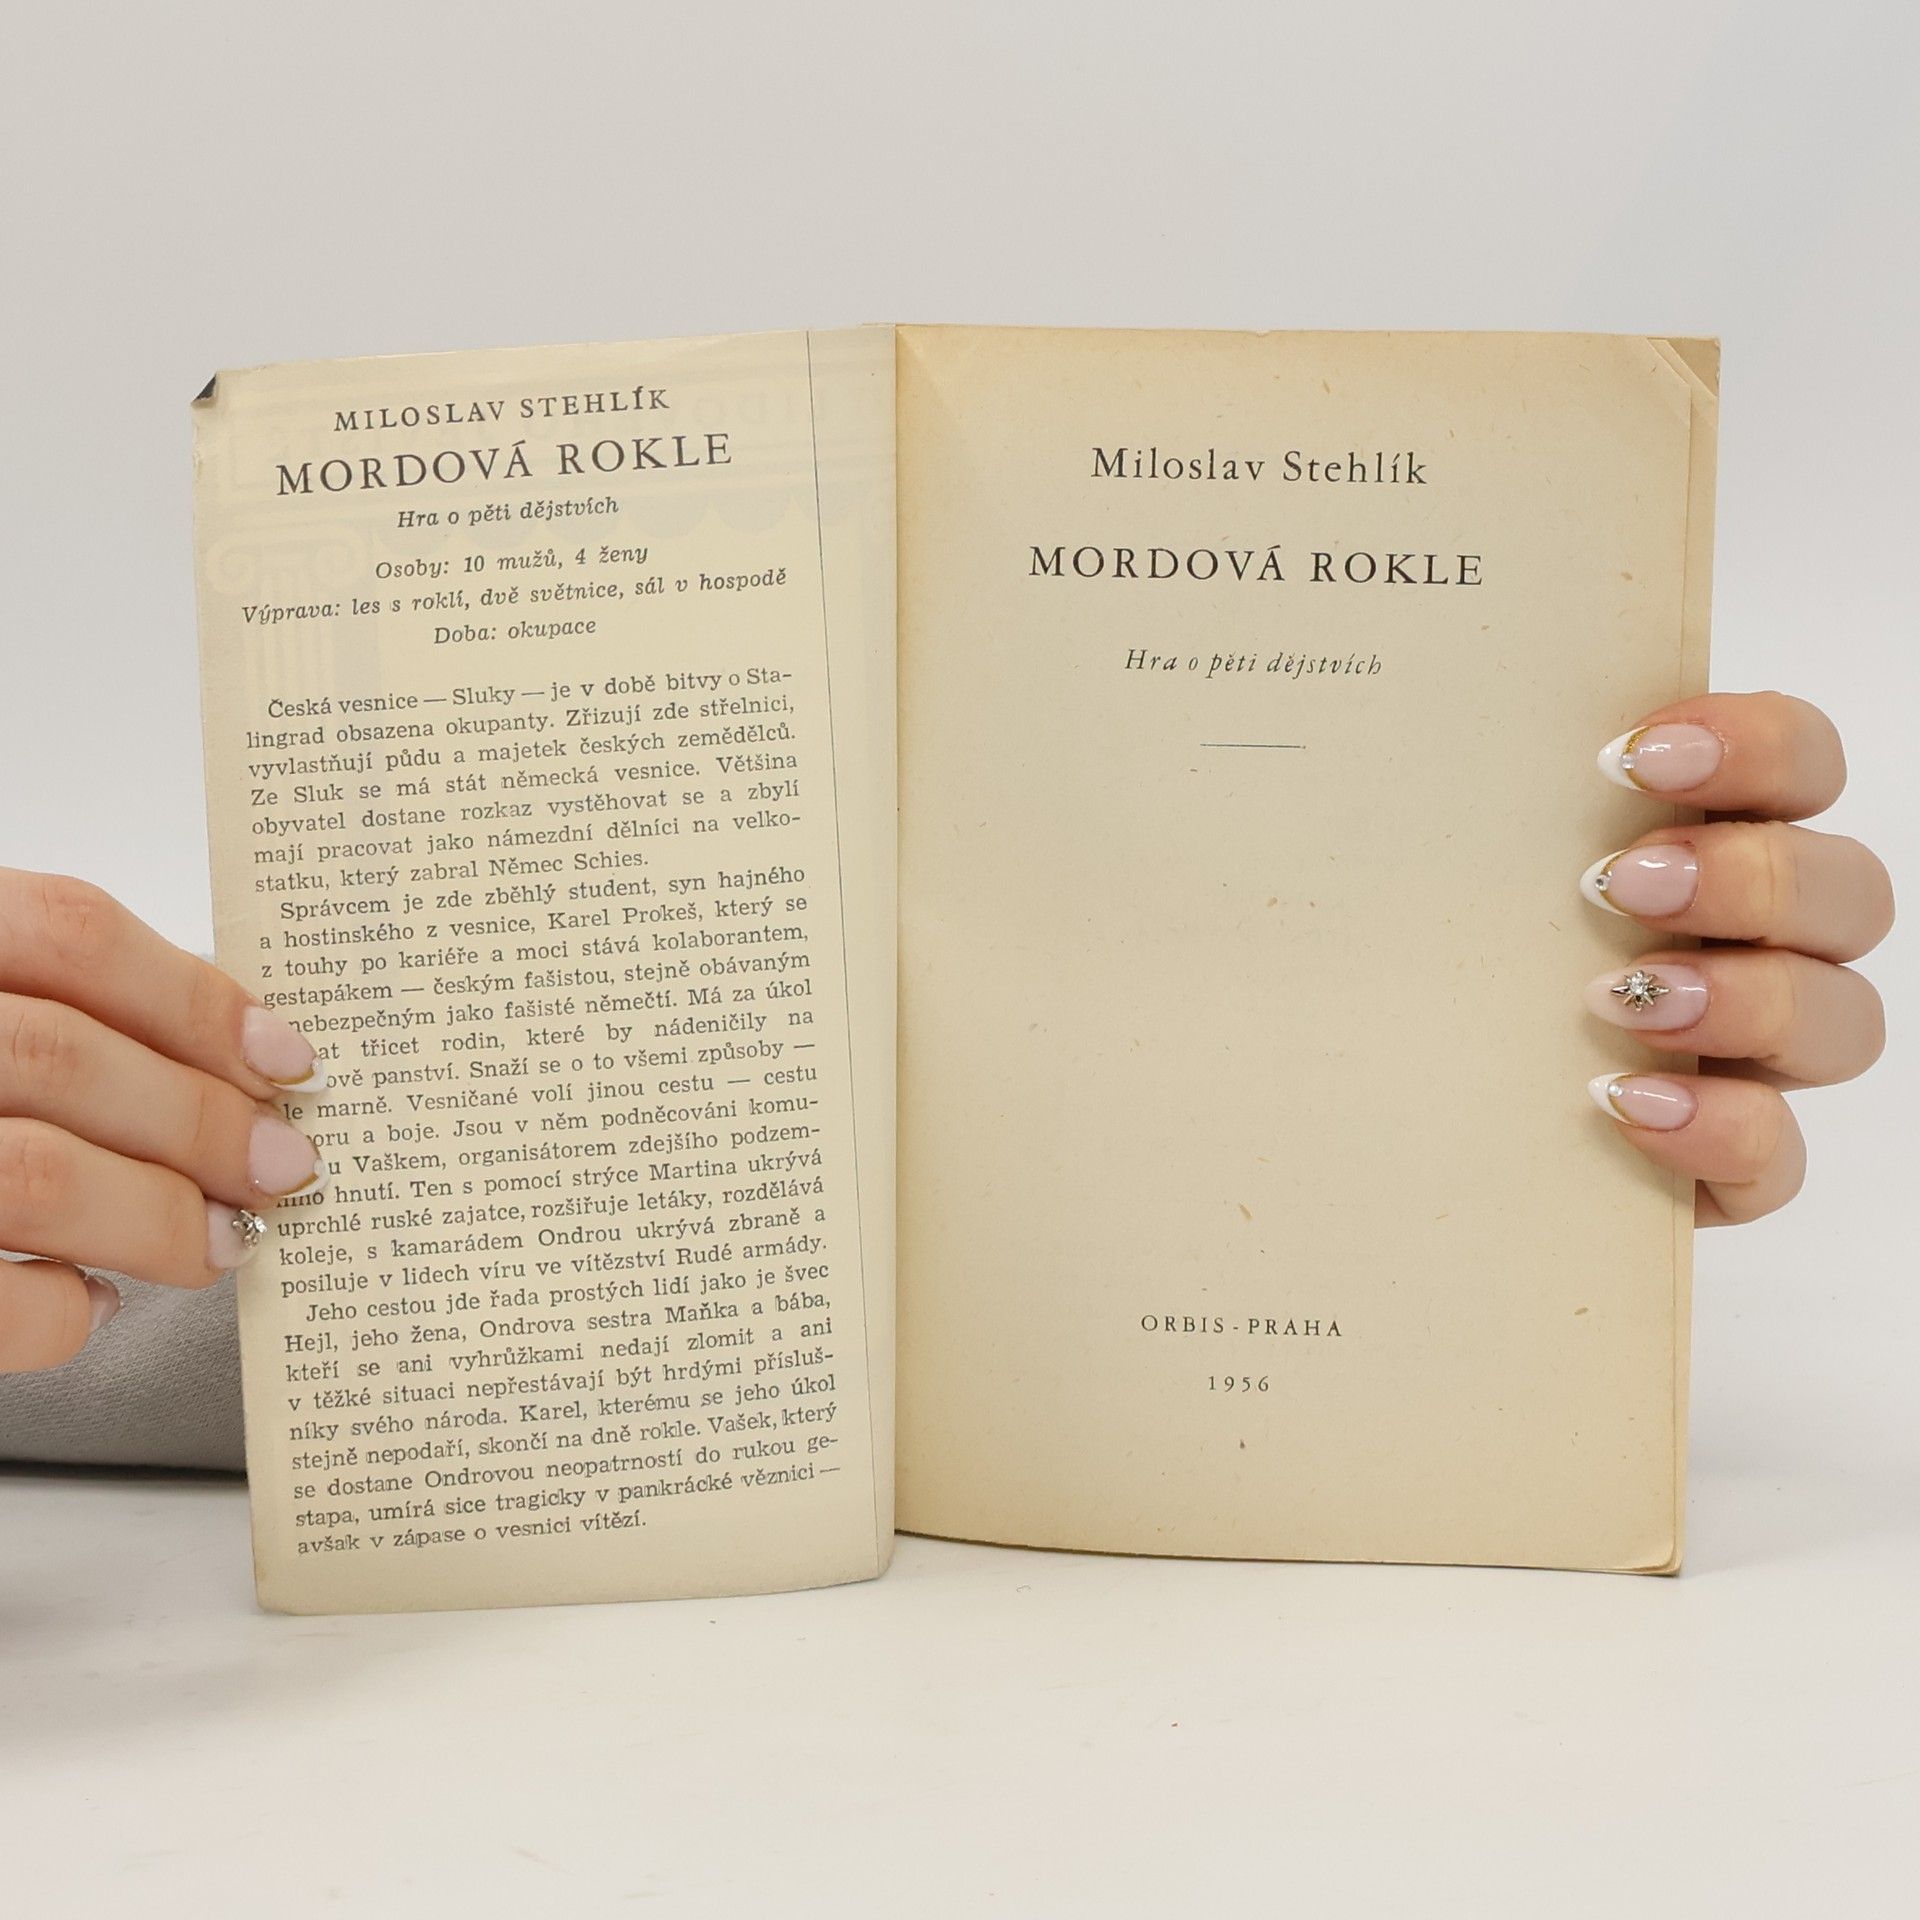 MILOSLAV STEHLÍK
MORDOVÁ ROKLE
Hra o pěti dějstvích
Osoby: 10 mužů, 4 ženy
Výprava: les s roklí, dvě světnice, sál v hospodě
Doba: okupace
Česká vesnice — Sluky — je v době bitvy o Sta-
lingrad obsazena okupanty. Zřizují zde střelnici,
vyvlastňují půdu a majetek českých zemědělců.
Ze Sluk se má stát německá vesnice. Většina
obyvatel dostane rozkaz vystěhovat se a zbylí
mají pracovat jako námezdní dělníci na velko-
statku, který zabral Němec Schies.
Správcem je zde zběhlý student, syn hajného
a hostinského z vesnice, Karel Prokeš, který se
z touhy po kariéře a moci stává kolaborantem,
gestapákem — českým fašistou, stejně obávaným
nebezpečným jako fašisté němečtí. Má za úkol
at třicet rodin, které by nádeničily na
ově panství. Snaží se o to všemi způsoby —
le marně. Vesničané volí jinou cestu — cestu
oru a boje. Jsou v něm podněcováni komu-
u Vaškem, organisátorem zdejšího podzem-
hnutí. Ten s pomocí strýce Martina ukrývá
uprchlé ruské zajatce, rozšiřuje letáky, rozdělává
koleje, s kamarádem Ondrou ukrývá zbraně a
posiluje v lidech víru ve vítězství Rudé armády.
Jeho cestou jde řada prostých lidí jako je švec
Hejl, jeho žena, Ondrova sestra Maňka a bába,
kteří se ani vyhrůžkami nedají zlomit a ani
v těžké situaci nepřestávají být hrdými přísluš-
níky svého národa. Karel, kterému se jeho úkol
stejně nepodaří, skončí na dně rokle. Vašek, který
se dostane Ondrovou neopatrností do rukou ge-
stapa, umírá sice tragicky v pankrácké věznici —
avšak v zápase o vesnici vítězí.
Miloslav Stehlík
MORDOVÁ ROKLE
Hra o pěti dějstvích
ORBIS - PRAHA
1956